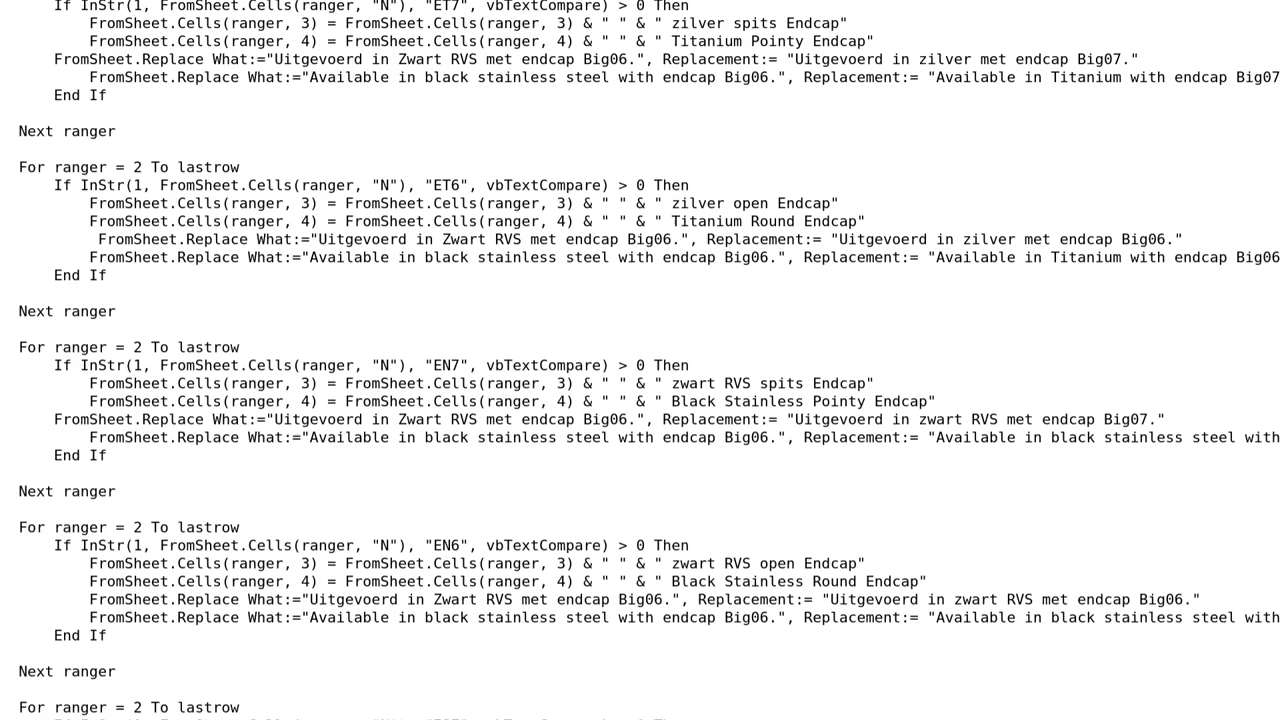 If InStr(1, FromSheet.Cells(ranger, "N"), "ET7", vbTextCompare) > 0 Then
FromSheet.Cells(ranger, 3) = FromSheet.Cells(ranger, 3) & " " & " zilver spits Endcap"
FromSheet.Cells(ranger, 4) = FromSheet.Cells(ranger, 4) & " " & " Titanium Pointy Endcap"
FromSheet.Replace What:="Uitgevoerd in Zwart RVS met endcap Big06.", Replacement:= "Uitgevoerd in zilver met endcap Big07."
FromSheet.Replace What:="Available in black stainless steel with endcap Big06.", Replacement:= "Available in Titanium with endcap Big07
End If
Next ranger
For ranger = 2 To lastrow
If InStr(1, FromSheet.Cells(ranger, "N"), "ET6", vbTextCompare) > 0 Then
FromSheet.Cells(ranger, 3) = FromSheet.Cells(ranger, 3) & " " & " zilver open Endcap"
FromSheet.Cells(ranger, 4) = FromSheet.Cells(ranger, 4) & " " & " Titanium Round Endcap"
FromSheet.Replace What:="Uitgevoerd in Zwart RVS met endcap Big06.", Replacement:= "Uitgevoerd in zilver met endcap Big06."
FromSheet.Replace What:="Available in black stainless steel with endcap Big06.", Replacement:= "Available in Titanium with endcap Big06
End If
Next ranger
For ranger = 2 To lastrow
If InStr(1, FromSheet.Cells(ranger, "N"), "EN7", vbTextCompare) > 0 Then
FromSheet.Cells(ranger, 3) = FromSheet.Cells(ranger, 3) & " " & " zwart RVS spits Endcap"
FromSheet.Cells(ranger, 4) = FromSheet.Cells(ranger, 4) & " " & " Black Stainless Pointy Endcap"
FromSheet.Replace What:="Uitgevoerd in Zwart RVS met endcap Big06.", Replacement:= "Uitgevoerd in zwart RVS met endcap Big07."
FromSheet.Replace What:="Available in black stainless steel with endcap Big06.", Replacement:= "Available in black stainless steel with
End If
Next ranger
For ranger = 2 To lastrow
If InStr(1, FromSheet.Cells(ranger, "N"), "EN6", vbTextCompare) > 0 Then
FromSheet.Cells(ranger, 3) = FromSheet.Cells(ranger, 3) & " " & " zwart RVS open Endcap"
FromSheet.Cells(ranger, 4) = FromSheet.Cells(ranger, 4) & " " & " Black Stainless Round Endcap"
FromSheet.Replace What:="Uitgevoerd in Zwart RVS met endcap Big06.", Replacement:= "Uitgevoerd in zwart RVS met endcap Big06."
FromSheet.Replace What:="Available in black stainless steel with endcap Big06.", Replacement:= "Available in black stainless steel with
End If
Next ranger
For ranger = 2 To lastrow